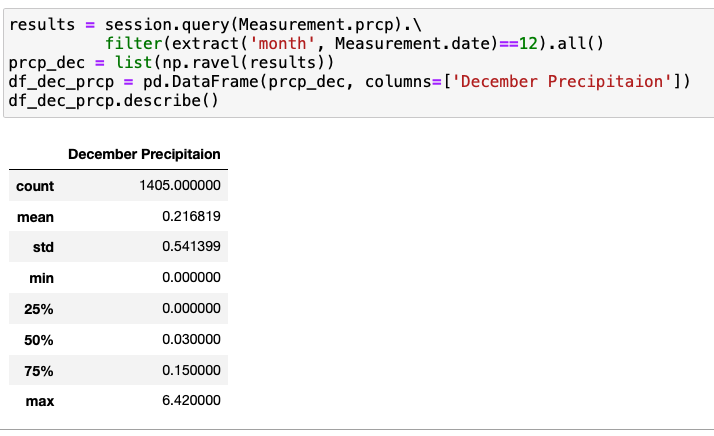 results = session.query(Measurement.prcp).\
filter(extract('month', Measurement.date)==12).all()
prcp_dec = list(np.ravel(results))
df_dec_prcp = pd.DataFrame(prcp_dec, columns=['December Precipitaion'])
df_dec_prcp.describe()
December Precipitaion
count 1405.000000
mean 0.216819
std 0.541399
min 0.000000
25% 0.000000
50% 0.030000
75% 0.150000
max 6.420000